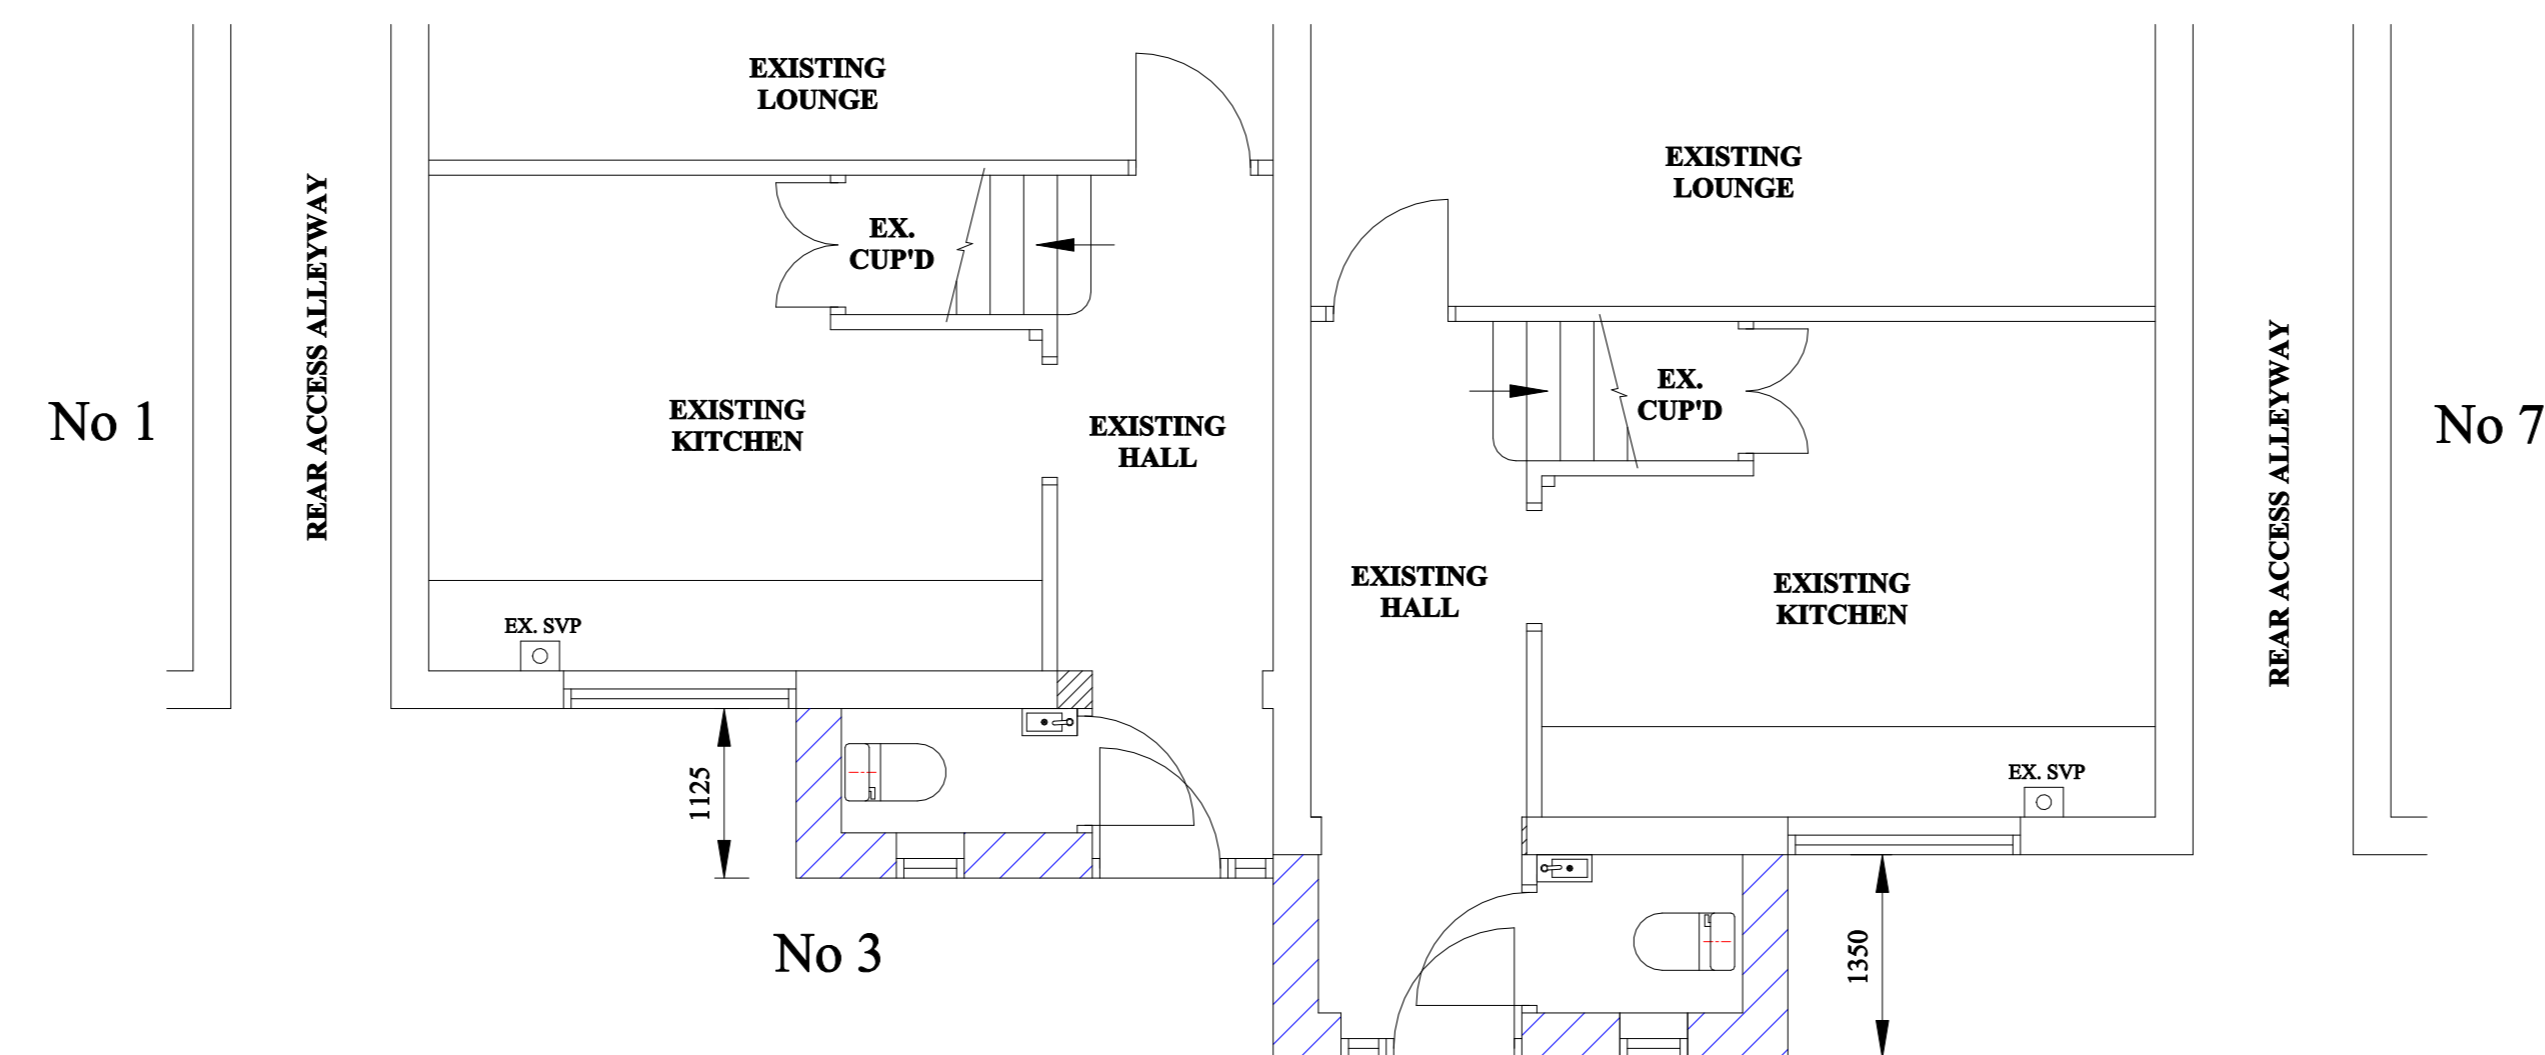 EXISTING
LOUNGE
EXISTING
LOUNGE
REAR ACCESS ALLEYWAY
EX.
CUP'D
EX.
CUP'D
REAR ACCESS ALLEYWAY
No 1
EXISTING
KITCHEN
EXISTING
HALL
No 7
EXISTING
HALL
EXISTING
KITCHEN
EX. SVP
EX. SVP
1125
No 3
1350